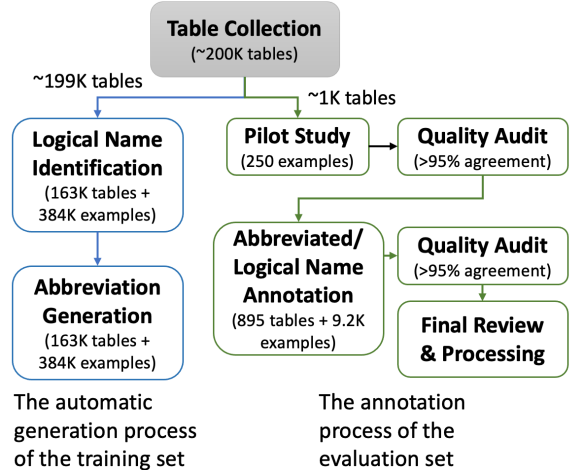 Table Collection
(~200K tables)
~199K tables
~1K tables
Logical Name
Identification
(163K tables +
384K examples)
Pilot Study
(250 examples)
Quality Audit
(>95% agreement)
Abbreviated/
Logical Name
Annotation
(895 tables + 9.2K
examples)
Quality Audit
(>95% agreement)
Abbreviation
Generation
(163K tables +
384K examples)
Final Review
& Processing
The automatic
generation process
of the training set
The annotation
process of the
evaluation set